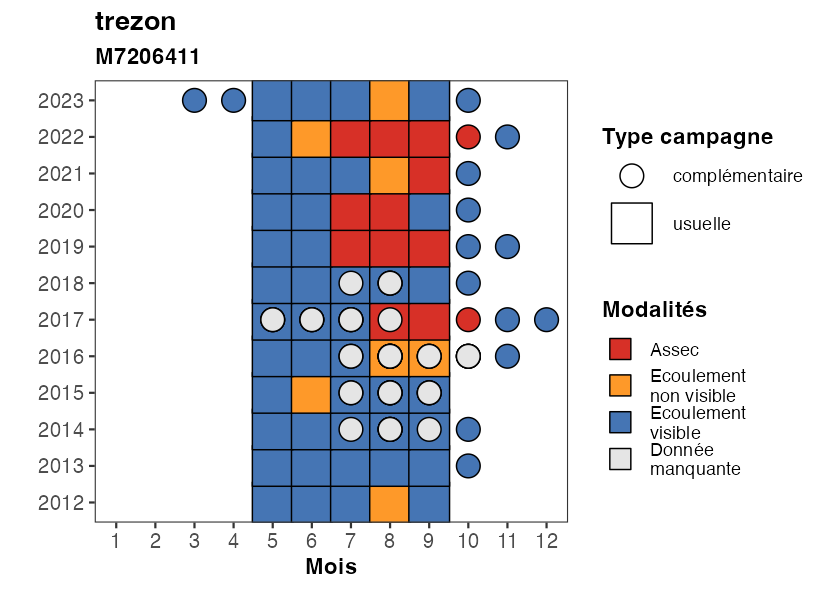 trezon
M7206411
2023
2022
2021
2020
2019
2018
2017
2016
2015
2014
2013
2012
1 2 3 4 5 6 7 8 9 10 11 12
Mois
Type campagne
complémentaire
usuelle
Modalités
Assec
Ecoulement
non visible
Ecoulement
visible
Donnée
manquante